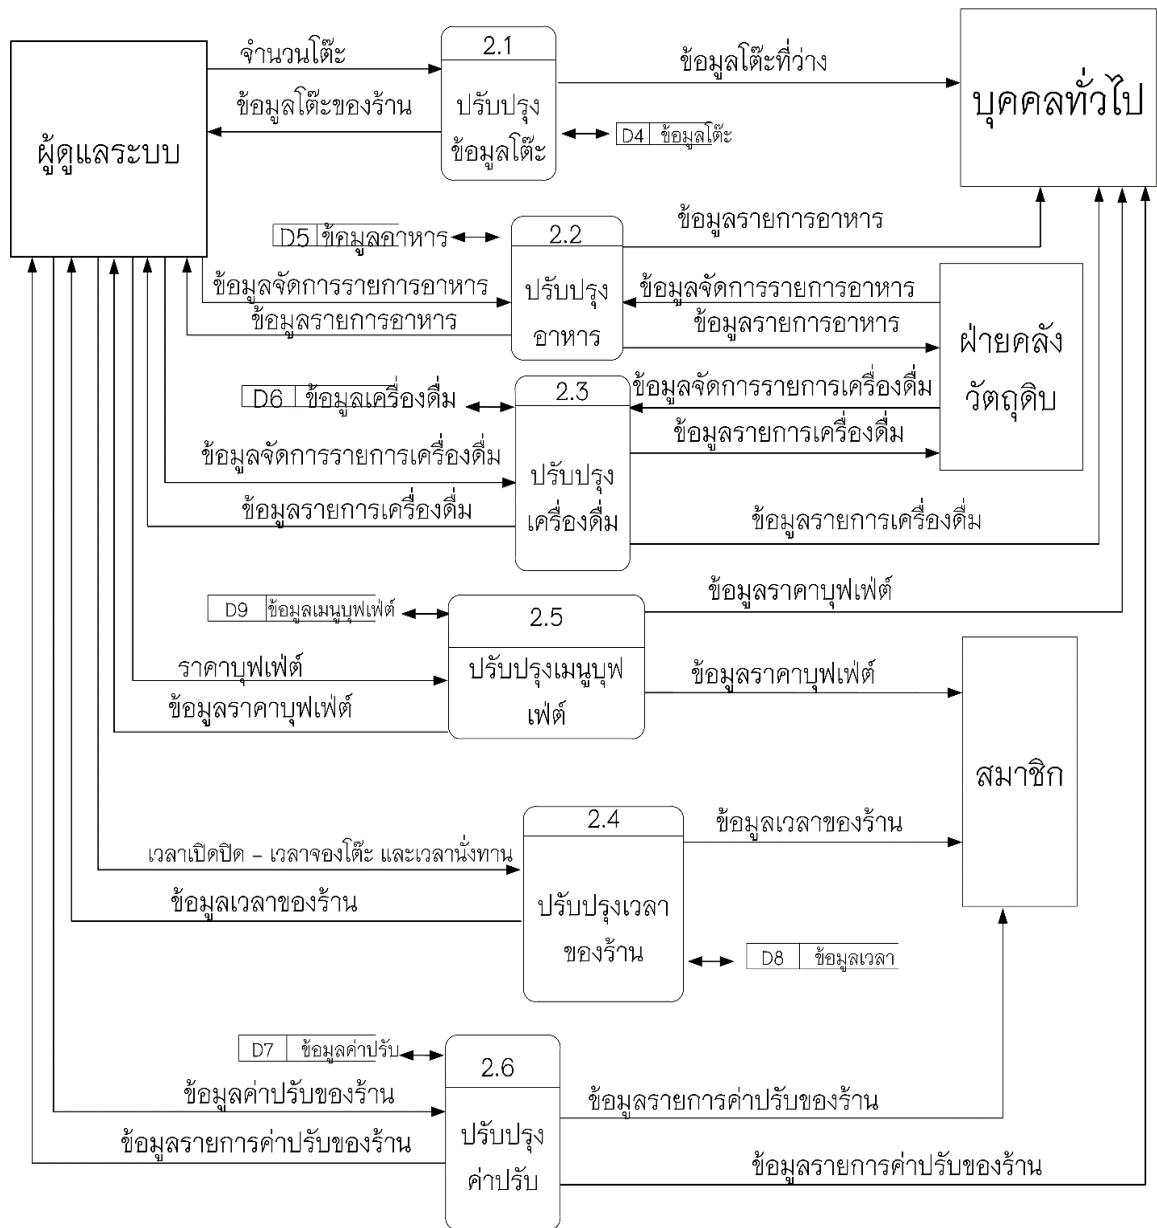 ผู้ดูแลระบบ
จำนวนโต๊ะ
ข้อมูลโต๊ะของร้าน
2.1
ปรับปรุง
ข้อมูลโต๊ะ
ข้อมูลโต๊ะที่ว่าง
D4 ข้อมูลโต๊ะ
บุคคลทั่วไป
D5 ข้อมูลอาหาร
2.2
ปรับปรุง
อาหาร
ข้อมูลรายการอาหาร
ข้อมูลจัดการรายการอาหาร
ข้อมูลรายการอาหาร
ข้อมูลจัดการรายการอาหาร
ข้อมูลรายการอาหาร
ฝ่ายคลัง
วัตถุดิบ
D6 ข้อมูลเครื่องดื่ม
2.3
ปรับปรุง
เครื่องดื่ม
ข้อมูลจัดการรายการเครื่องดื่ม
ข้อมูลรายการเครื่องดื่ม
ข้อมูลจัดการรายการเครื่องดื่ม
ข้อมูลรายการเครื่องดื่ม
ข้อมูลรายการเครื่องดื่ม
D9 ข้อมูลเมนูบุฟเฟ่ต์
2.5
ปรับปรุงเมนูบุฟ
เฟ่ต์
ข้อมูลราคาบุฟเฟ่ต์
ราคาบุฟเฟ่ต์
ข้อมูลราคาบุฟเฟ่ต์
ข้อมูลราคาบุฟเฟ่ต์
สมาชิก
2.4
ปรับปรุงเวลา
ของร้าน
ข้อมูลเวลาของร้าน
เวลาเปิดปิด - เวลาจองโต๊ะ และเวลานั่งทาน
ข้อมูลเวลาของร้าน
D8 ข้อมูลเวลา
D7 ข้อมูลค่าปรับ
2.6
ปรับปรุง
ค่าปรับ
ข้อมูลค่าปรับของร้าน
ข้อมูลรายการค่าปรับของร้าน
ข้อมูลรายการค่าปรับของร้าน
ข้อมูลรายการค่าปรับของร้าน